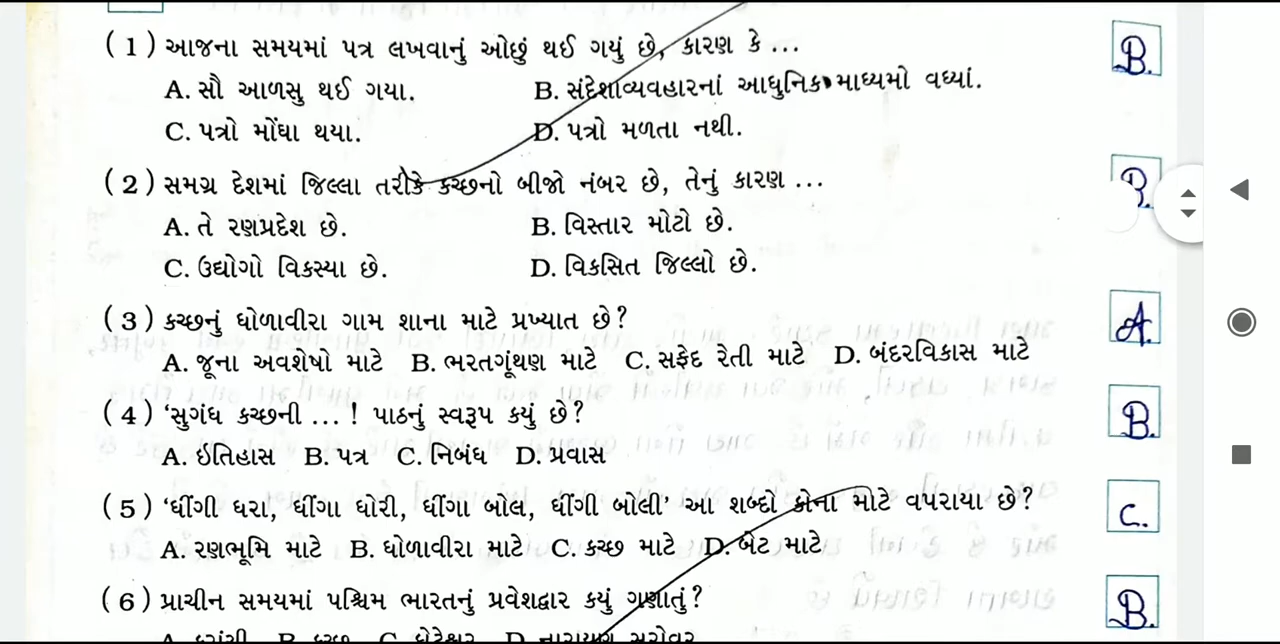 (1) આજના સમયમાં પત્ર લખવાનું ઓછું થઈ ગયું છે, કારણ કે ...
B.
A. સૌ આળસુ થઈ ગયા. B. સંદેશાવ્યવહારનાં આધુનિક માધ્યમો વધ્યાં.
C. પત્રો મોંઘા થયા. D. પત્રો મળતા નથી.
(2) સમગ્ર દેશમાં જિલ્લા તરીકે કચ્છનો બીજો નંબર છે, તેનું કારણ ...
B.
A. તે રણપ્રદેશ છે. B. વિસ્તાર મોટો છે.
C. ઉદ્યોગો વિકસ્યા છે. D. વિકસિત જિલ્લો છે.
(3) કચ્છનું ધોળાવીરા ગામ શાના માટે પ્રખ્યાત છે?
A.
A. જૂના અવશેષો માટે B. ભરતગૂંથણ માટે C. સફેદ રેતી માટે D. બંદરવિકાસ માટે
(4) ‘સુગંધ કચ્છની ... ! પાઠનું સ્વરૂપ કયું છે?
B.
A. ઇતિહાસ B. પત્ર C. નિબંધ D. પ્રવાસ
(5) ‘ધીંગી ધરા, ધીંગા ધોરી, ધીંગા બોલ, ધીંગી બોલી’ આ શબ્દો કોના માટે વપરાયા છે?
C.
A. રણભૂમિ માટે B. ધોળાવીરા માટે C. કચ્છ માટે D. બેટ માટે
(6) પ્રાચીન સમયમાં પશ્ચિમ ભારતનું પ્રવેશદ્વાર કયું ગણાતું?
B.